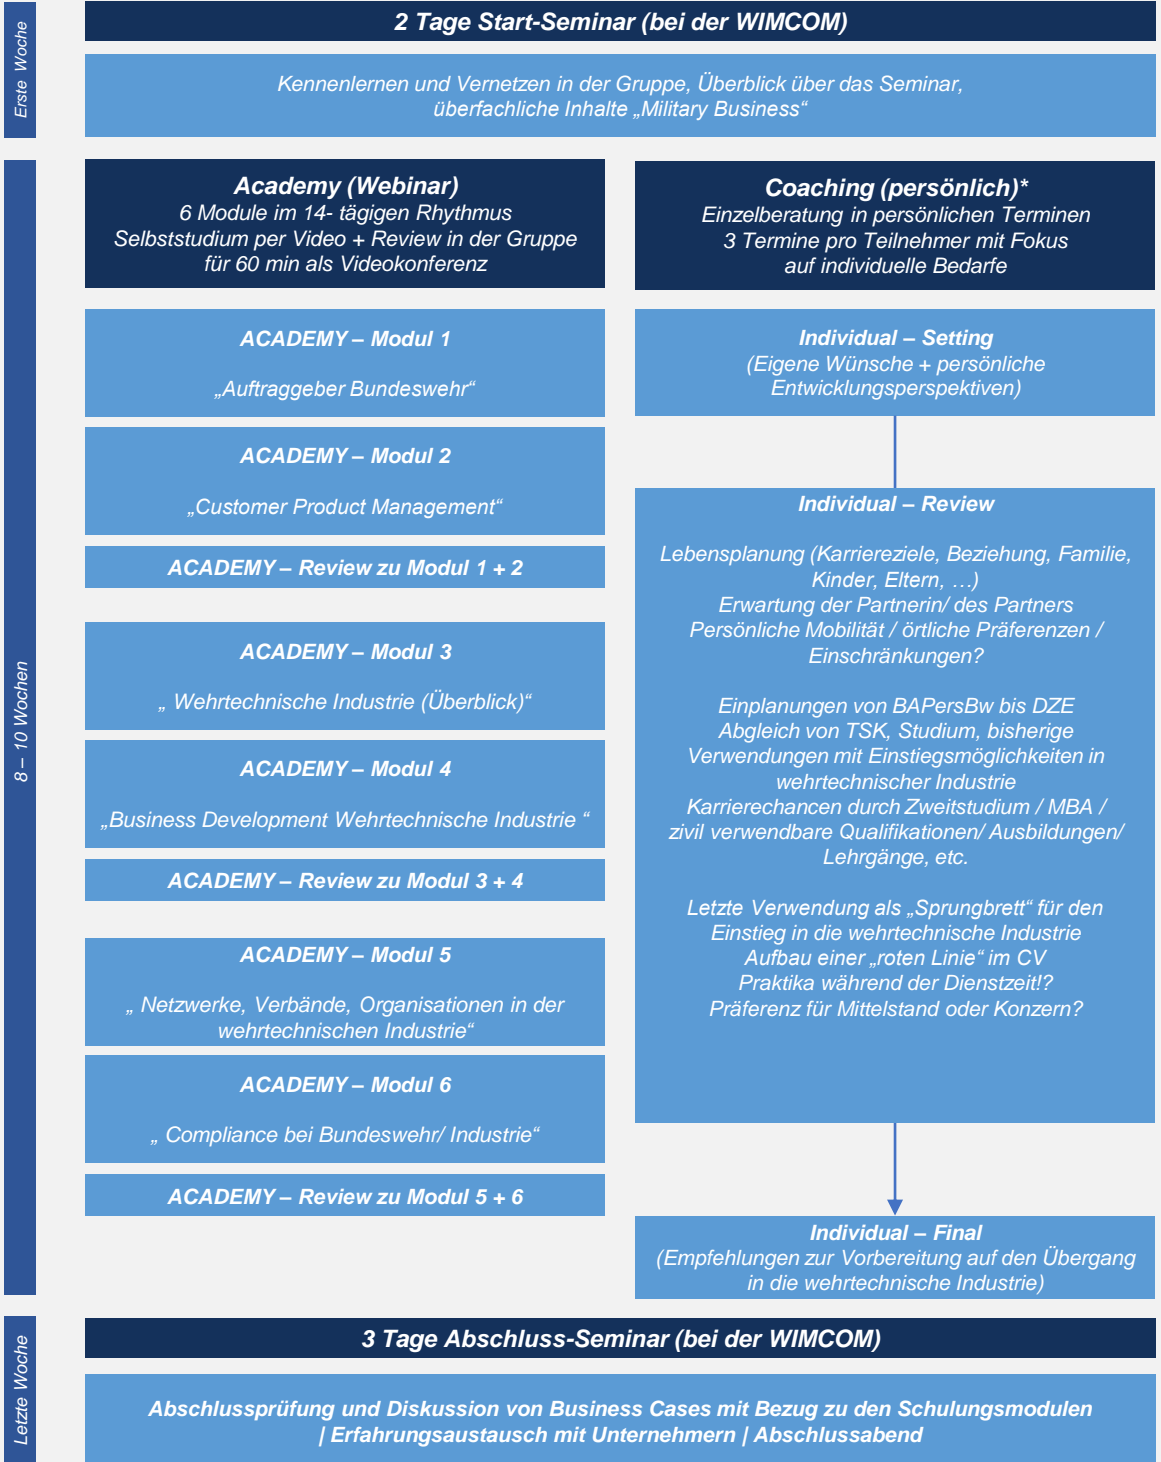 Erste Woche
2 Tage Start-Seminar (bei der WIMCOM)
Kennenlernen und Vernetzen in der Gruppe, Überblick über das Seminar,
überfachliche Inhalte „Military Business“
8 – 10 Wochen
Academy (Webinar)
6 Module im 14- tägigen Rhythmus
Selbststudium per Video + Review in der Gruppe
für 60 min als Videokonferenz
ACADEMY – Modul 1
„Auftraggeber Bundeswehr“
ACADEMY – Modul 2
„Customer Product Management“
ACADEMY – Review zu Modul 1 + 2
ACADEMY – Modul 3
„ Wehrtechnische Industrie (Überblick)“
ACADEMY – Modul 4
„Business Development Wehrtechnische Industrie “
ACADEMY – Review zu Modul 3 + 4
ACADEMY – Modul 5
„ Netzwerke, Verbände, Organisationen in der
wehrtechnischen Industrie“
ACADEMY – Modul 6
„ Compliance bei Bundeswehr/ Industrie“
ACADEMY – Review zu Modul 5 + 6
Coaching (persönlich)*
Einzelberatung in persönlichen Terminen
3 Termine pro Teilnehmer mit Fokus
auf individuelle Bedarfe
Individual – Setting
(Eigene Wünsche + persönliche
Entwicklungsperspektiven)
Individual – Review
Lebensplanung (Karriereziele, Beziehung, Familie,
Kinder, Eltern, …)
Erwartung der Partnerin/ des Partners
Persönliche Mobilität / örtliche Präferenzen /
Einschränkungen?
Einplanungen von BAPersBw bis DZE
Abgleich von TSK, Studium, bisherige
Verwendungen mit Einstiegsmöglichkeiten in
wehrtechnischer Industrie
Karrierechancen durch Zweitstudium / MBA /
zivil verwendbare Qualifikationen/ Ausbildungen/
Lehrgänge, etc.
Letzte Verwendung als „Sprungbrett“ für den
Einstieg in die wehrtechnische Industrie
Aufbau einer „roten Linie“ im CV
Praktika während der Dienstzeit!?
Präferenz für Mittelstand oder Konzern?
Individual – Final
(Empfehlungen zur Vorbereitung auf den Übergang
in die wehrtechnische Industrie)
Letzte Woche
3 Tage Abschluss-Seminar (bei der WIMCOM)
Abschlussprüfung und Diskussion von Business Cases mit Bezug zu den Schulungsmodulen
| Erfahrungsaustausch mit Unternehmern | Abschlussabend